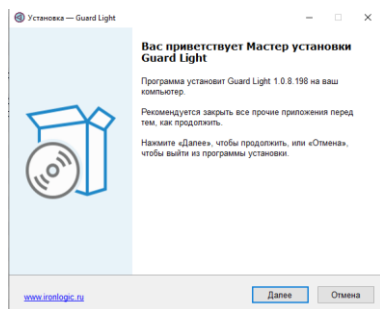 Установка — Guard Light
Вас приветствует Мастер установки
Guard Light
Программа установит Guard Light 1.0.8.198 на ваш
компьютер.
Рекомендуется закрыть все прочие приложения перед
тем, как продолжить.
Нажмите «Далее», чтобы продолжить, или «Отмена»,
чтобы выйти из программы установки.
www.ironlogic.ru
Далее
Отмена